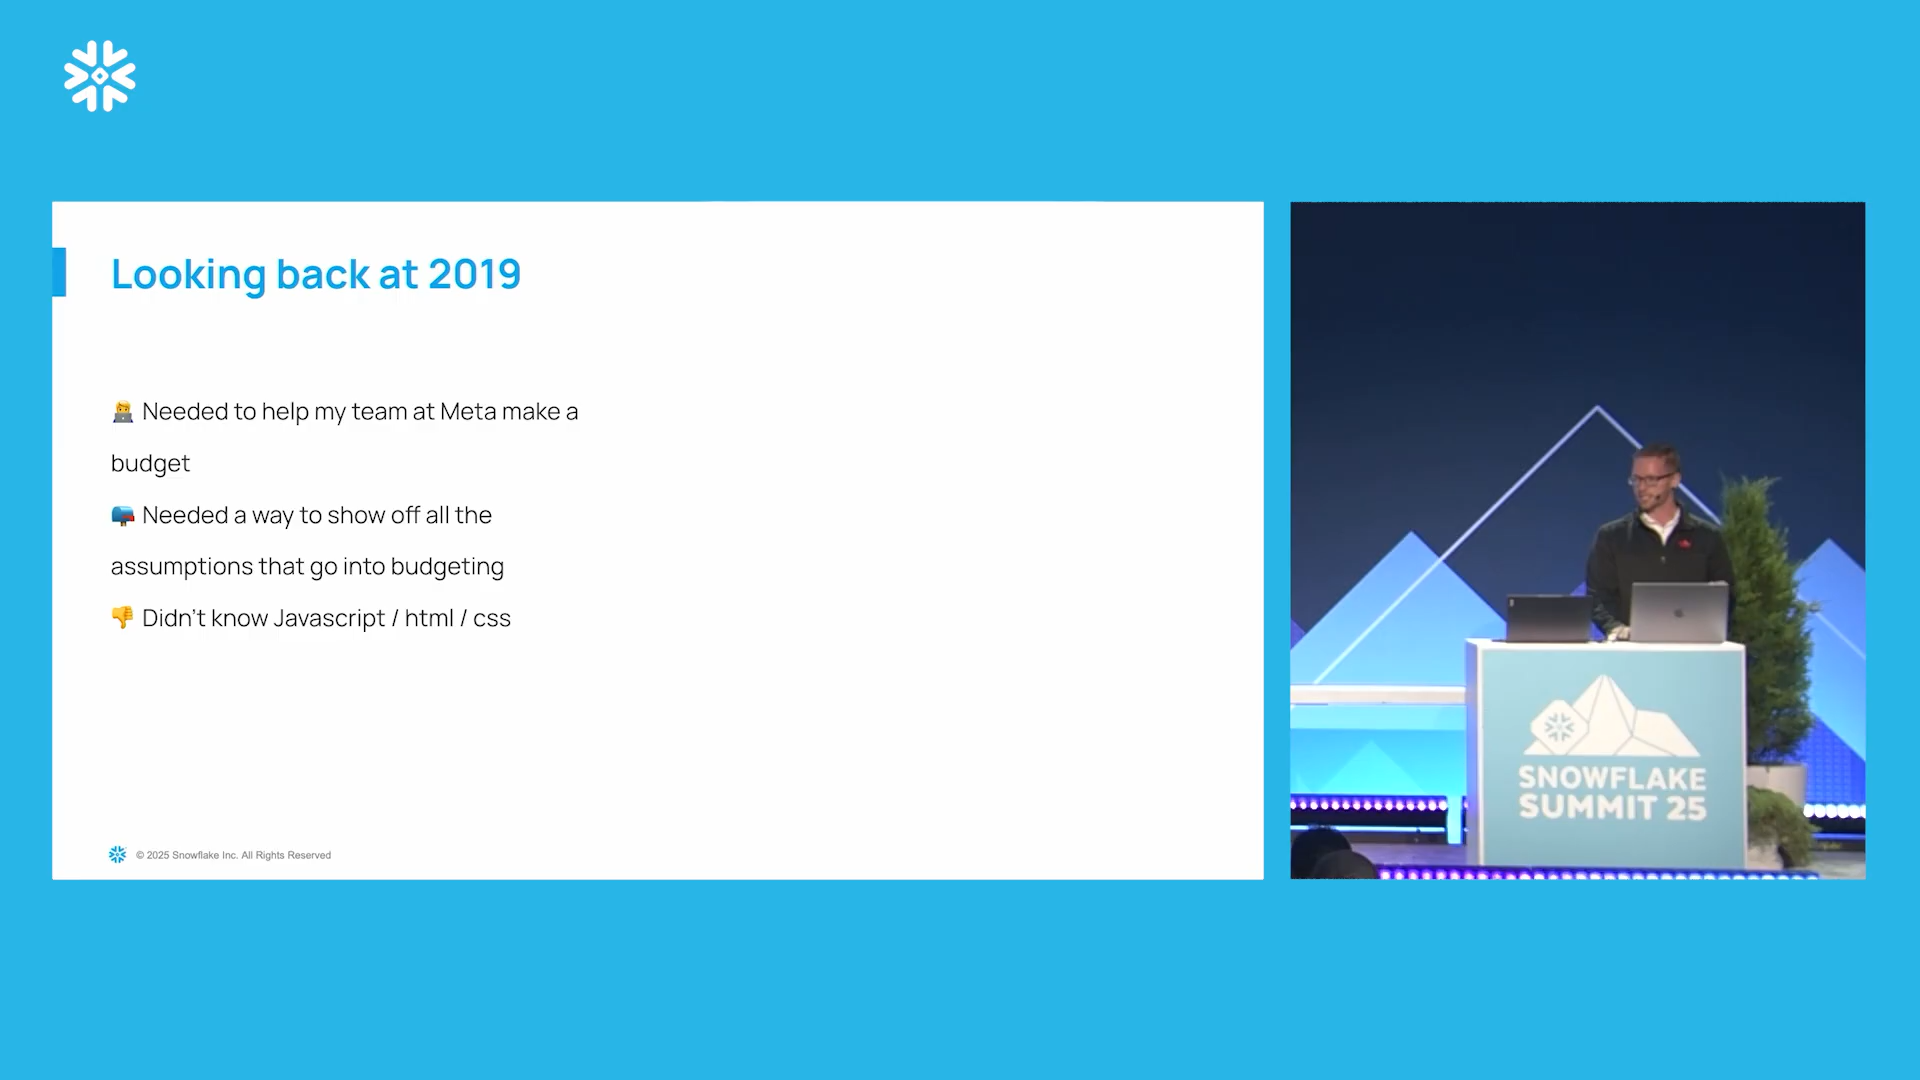 Looking back at 2019
🧑‍💻 Needed to help my team at Meta make a
budget
📪 Needed a way to show off all the
assumptions that go into budgeting
👎 Didn't know Javascript / html / css
© 2025 Snowflake Inc. All Rights Reserved
SNOWFLAKE
SUMMIT 25